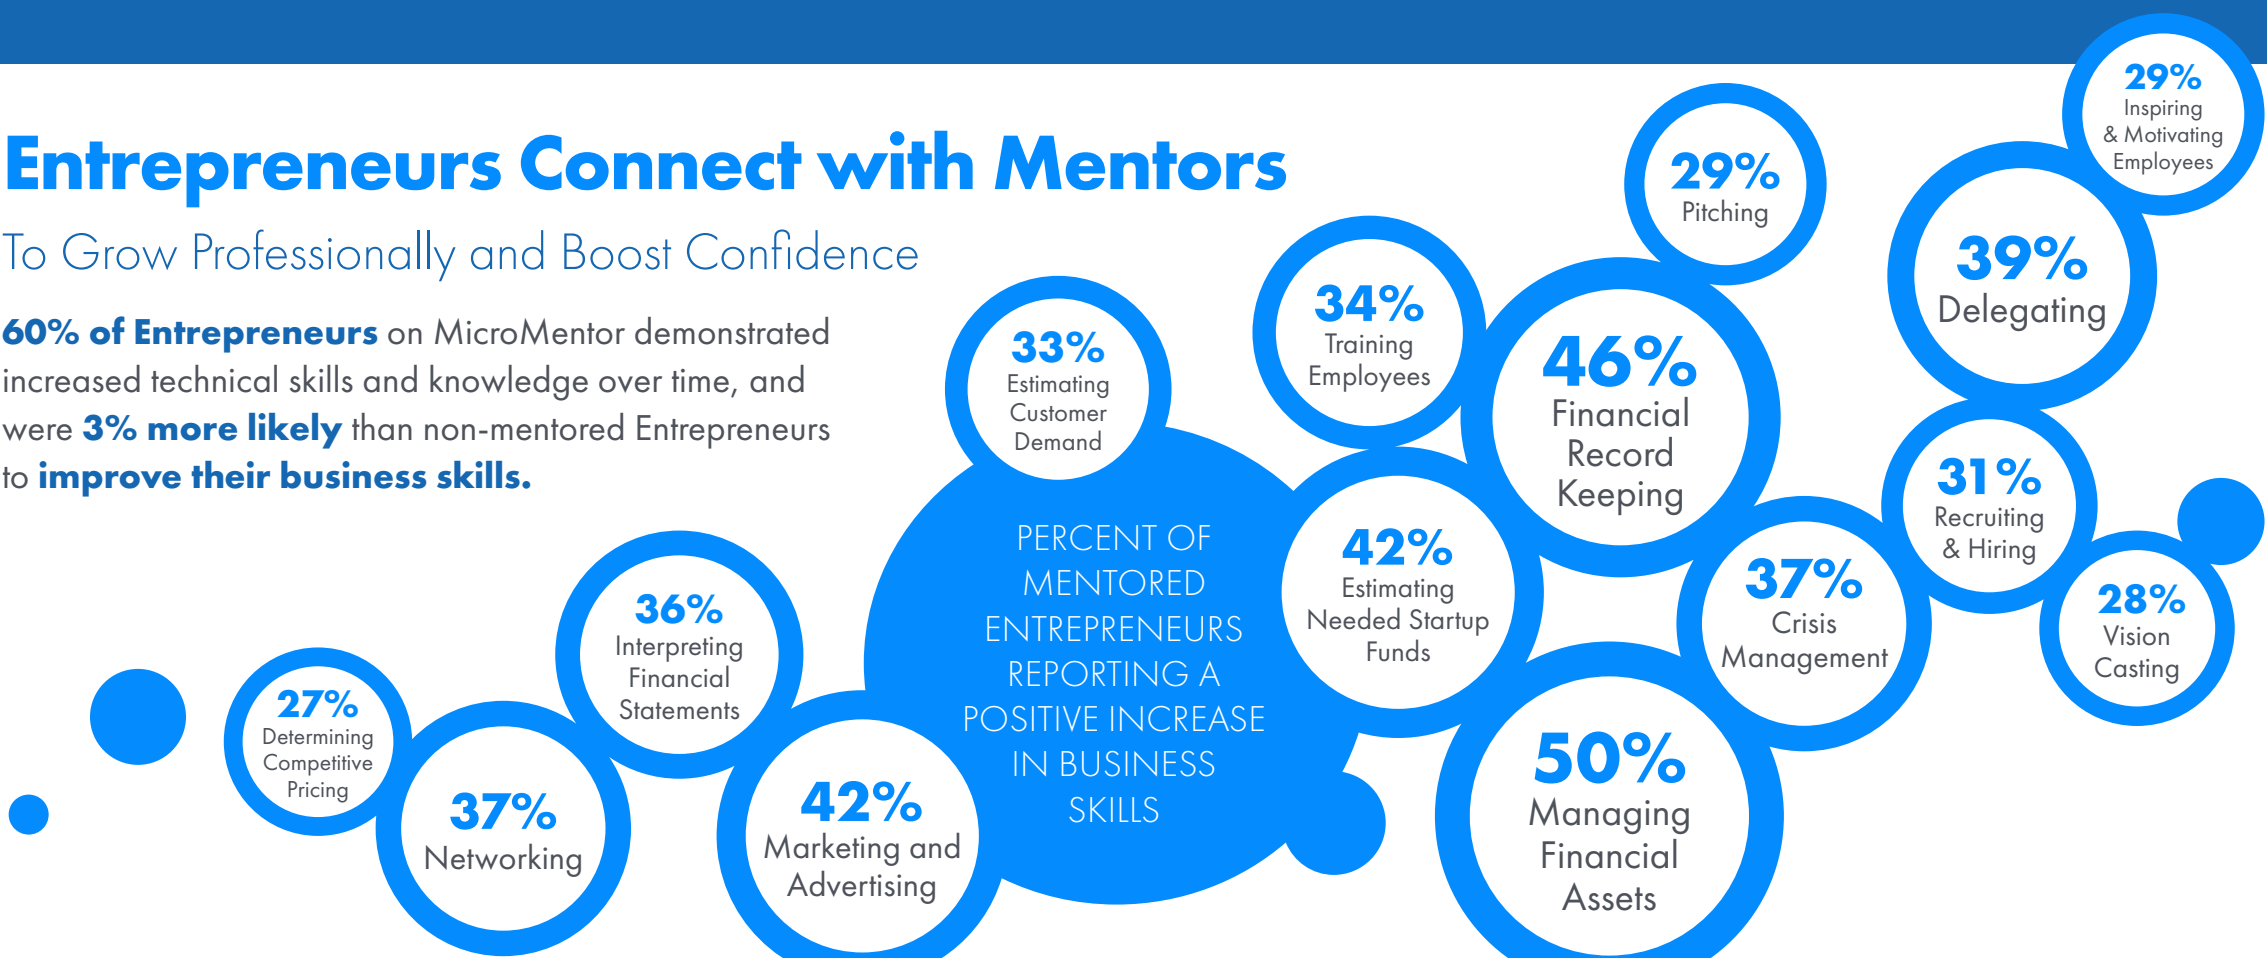 Entrepreneurs Connect with Mentors
To Grow Professionally and Boost Confidence
60% of Entrepreneurs on MicroMentor demonstrated
increased technical skills and knowledge over time, and
were 3% more likely than non-mentored Entrepreneurs
to improve their business skills.
27%
Determining
Competitive
Pricing
37%
Networking
36%
Interpreting
Financial
Statements
42%
Marketing and
Advertising
33%
Estimating
Customer
Demand
PERCENT OF
MENTORED
ENTREPRENEURS
REPORTING A
POSITIVE INCREASE
IN BUSINESS
SKILLS
34%
Training
Employees
42%
Estimating
Needed Startup
Funds
46%
Financial
Record
Keeping
29%
Pitching
50%
Managing
Financial
Assets
37%
Crisis
Management
39%
Delegating
29%
Inspiring
& Motivating
Employees
31%
Recruiting
& Hiring
28%
Vision
Casting